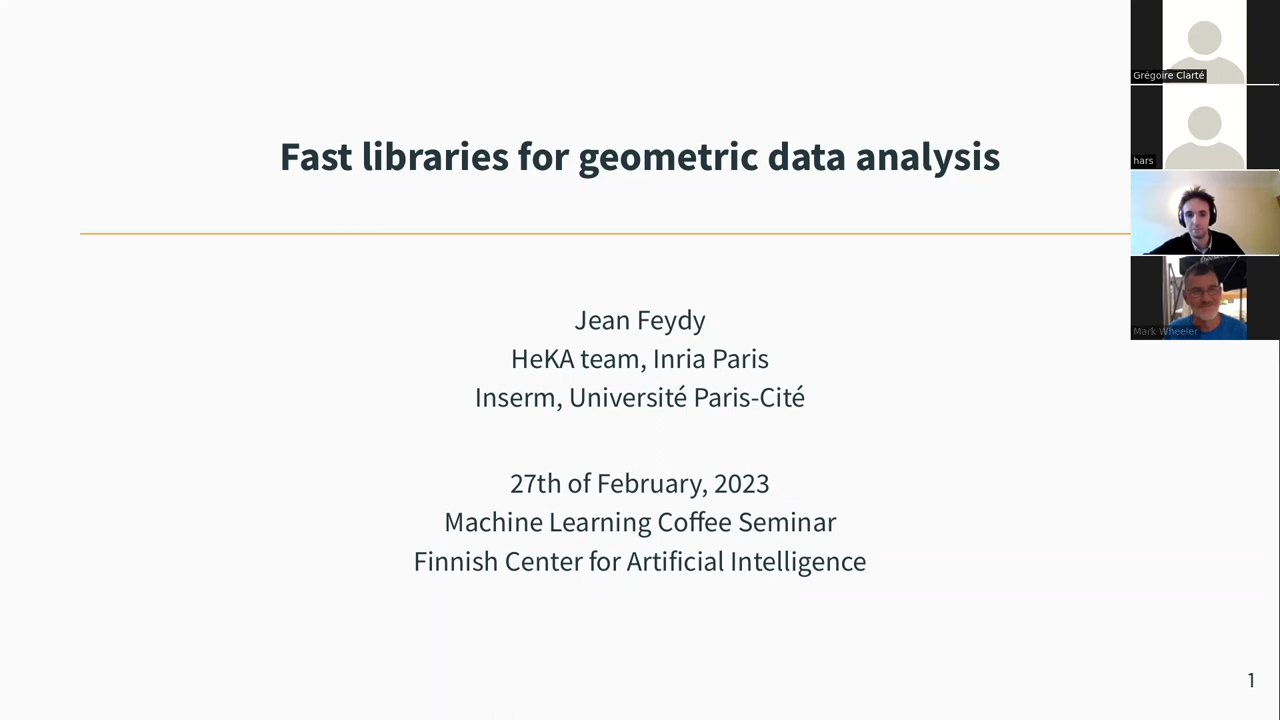 Fast libraries for geometric data analysis
Jean Feydy
HeKA team, Inria Paris
Inserm, Université Paris-Cité
27th of February, 2023
Machine Learning Coffee Seminar
Finnish Center for Artificial Intelligence
1
Grégoire Clarté
hars
Mark Wheeler